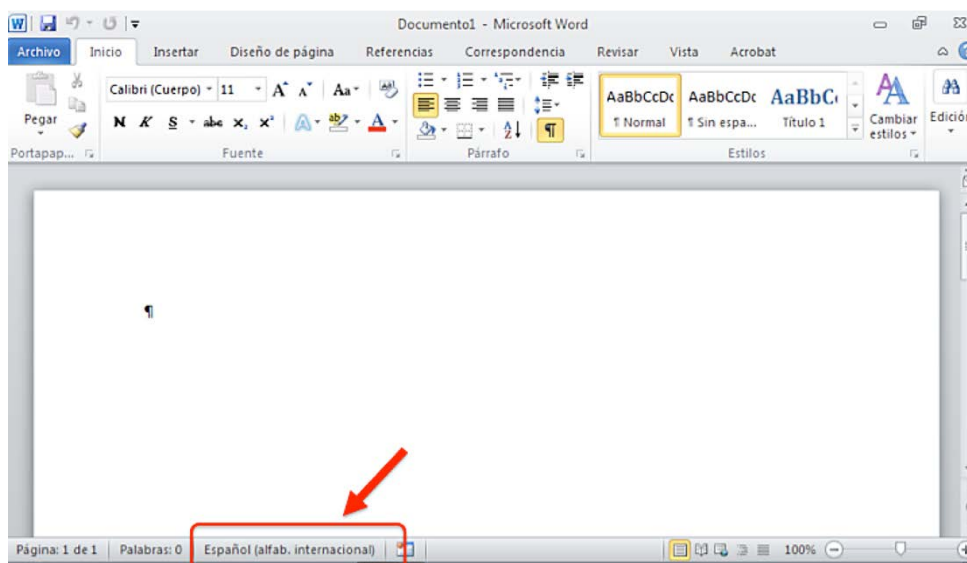 Documento1 - Microsoft Word
Archivo Inicio Insertar Diseño de página Referencias Correspondencia Revisar Vista Acrobat
Pegar
Calibri (Cuerpo) 11 A A Aa
N K S abc x, x² A ab A
AaBbCcDc AaBbCcDc AaBbC
¶ Normal ¶ Sin espa... Título 1
Cambiar estilos
Edición
Portapap... Fuente Párrafo Estilos
¶
Página: 1 de 1 Palabras: 0 Español (alfab. internacional) 100%